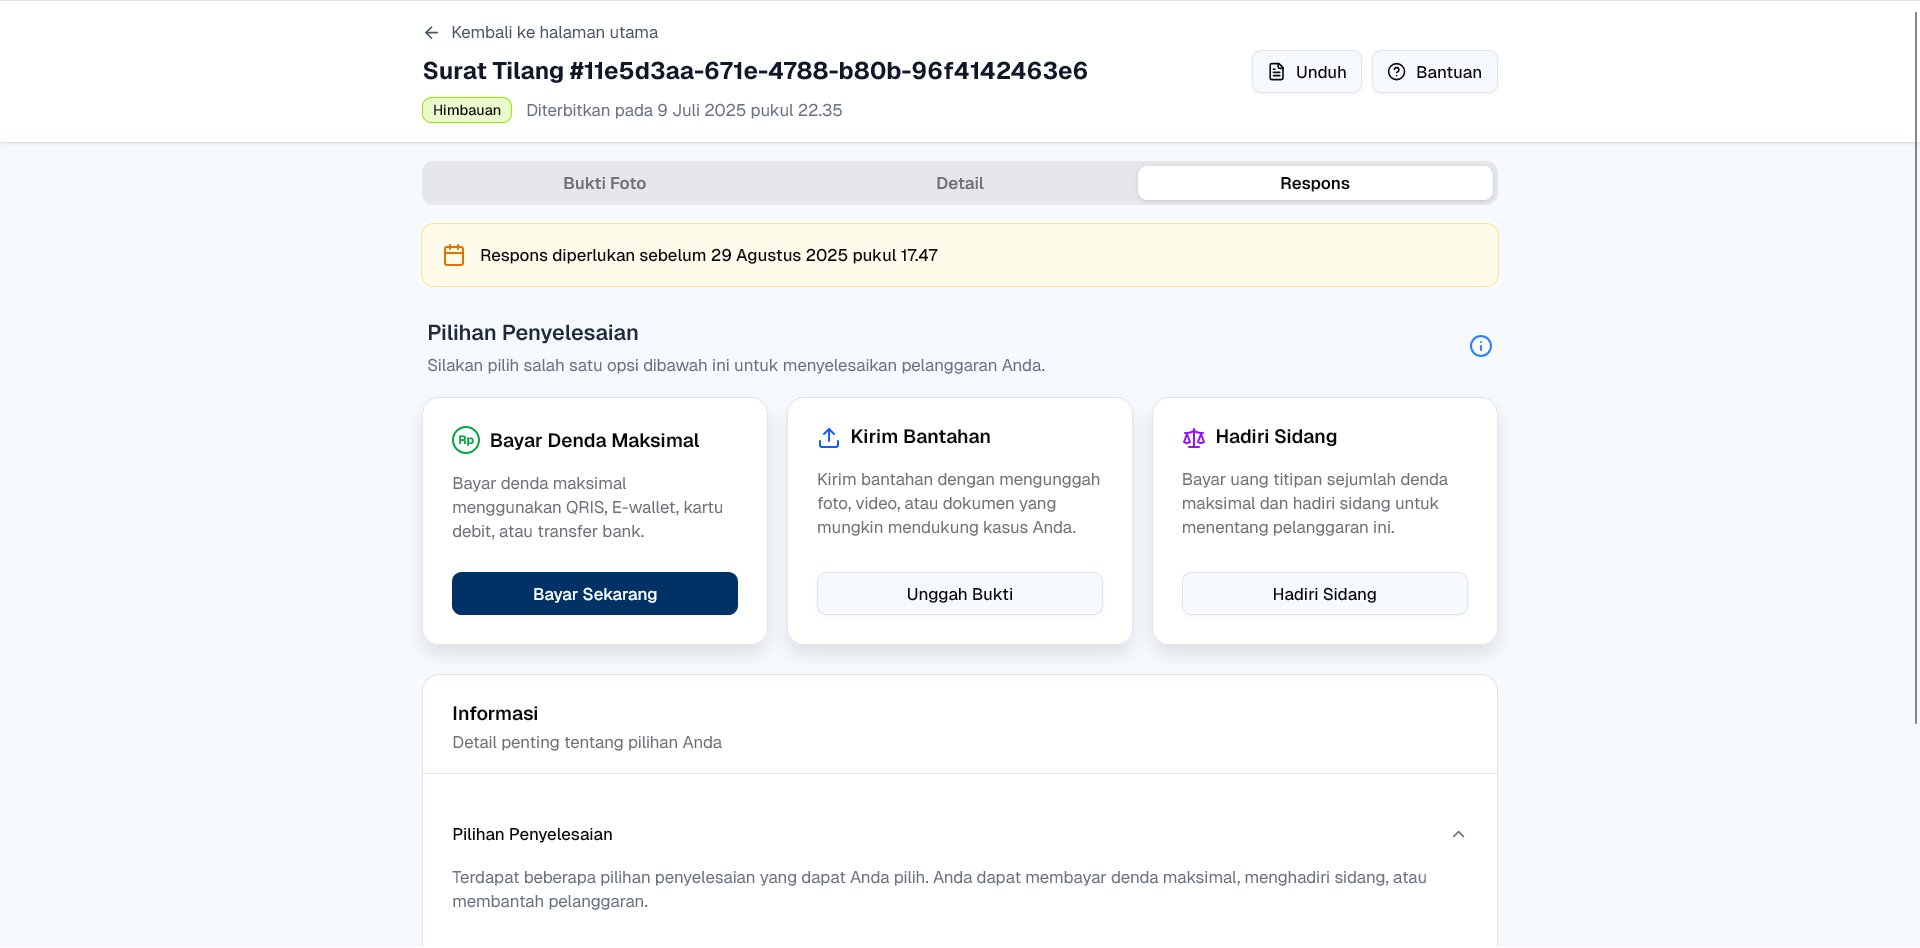 Kembali ke halaman utama
Surat Tilang #11e5d3aa-671e-4788-b80b-96f4142463e6
Unduh
Bantuan
Himbauan
Diterbitkan pada 9 Juli 2025 pukul 22.35
Bukti Foto
Detail
Respons
Respons diperlukan sebelum 29 Agustus 2025 pukul 17.47
Pilihan Penyelesaian
Silakan pilih salah satu opsi dibawah ini untuk menyelesaikan pelanggaran Anda.
Rp Bayar Denda Maksimal
Bayar denda maksimal
menggunakan QRIS, E-wallet, kartu
debit, atau transfer bank.
Bayar Sekarang
Kirim Bantahan
Kirim bantahan dengan mengunggah
foto, video, atau dokumen yang
mungkin mendukung kasus Anda.
Unggah Bukti
Hadiri Sidang
Bayar uang titipan sejumlah denda
maksimal dan hadiri sidang untuk
menentang pelanggaran ini.
Hadiri Sidang
Informasi
Detail penting tentang pilihan Anda
Pilihan Penyelesaian
Terdapat beberapa pilihan penyelesaian yang dapat Anda pilih. Anda dapat membayar denda maksimal, menghadiri sidang, atau
membantah pelanggaran.